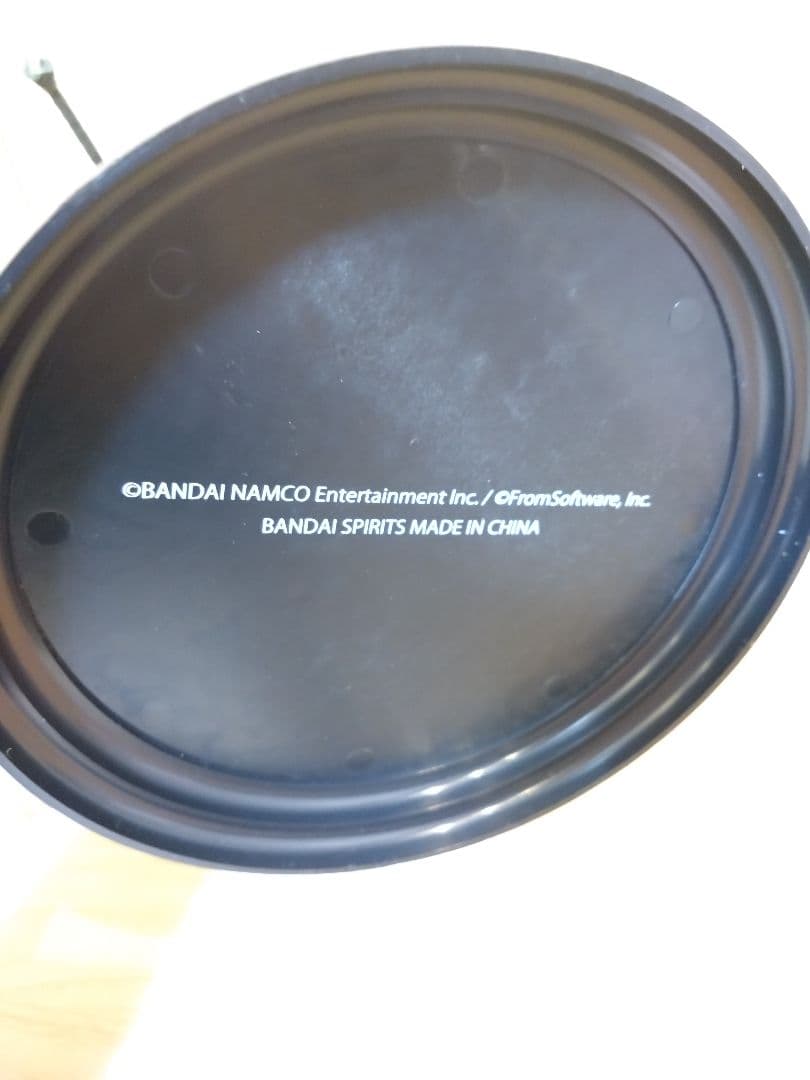 ©BANDAI NAMCO Entertainment Inc. / ©FromSoftware, Inc.
BANDAI SPIRITS MADE IN CHINA